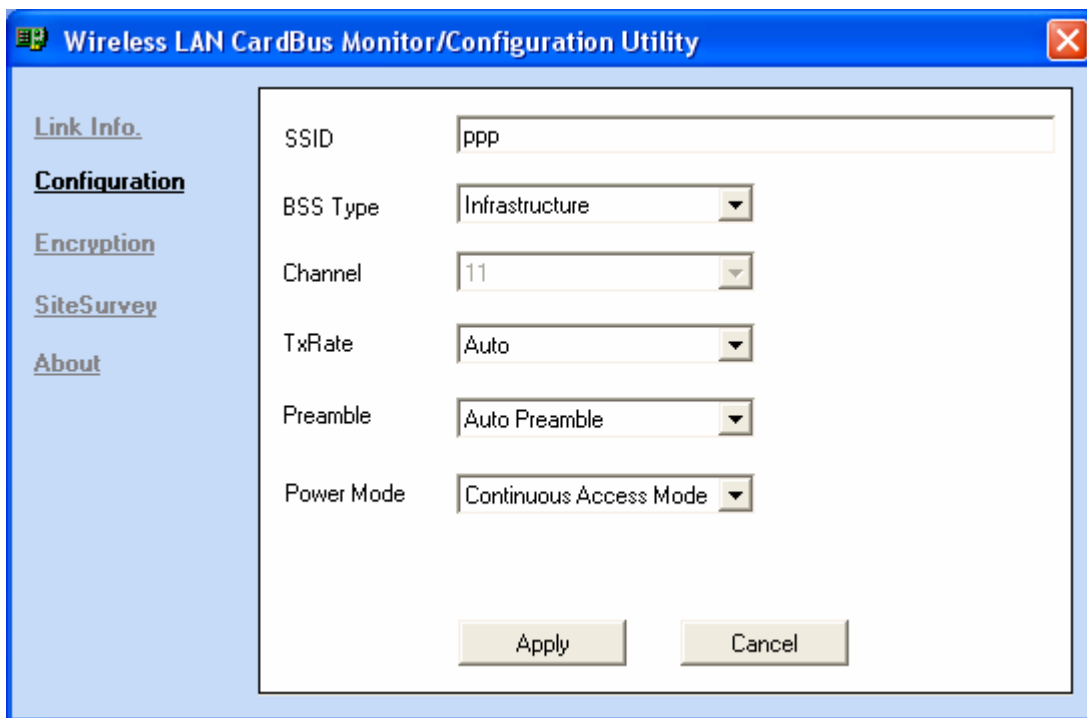 Wireless LAN CardBus Monitor/Configuration Utility
Link Info.
Configuration
Encryption
SiteSurvey
About
SSID ppp
BSS Type Infrastructure
Channel 11
TxRate Auto
Preamble Auto Preamble
Power Mode Continuous Access Mode
Apply Cancel